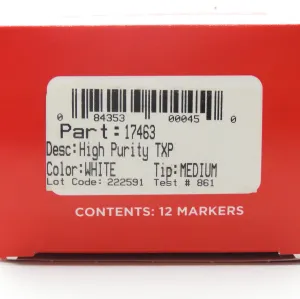 0 84353 00045 0
Part: 17463
Desc: High Purity TXP
Color: WHITE Tip: MEDIUM
Lot Code: 222591 Test # 861
CONTENTS: 12 MARKERS